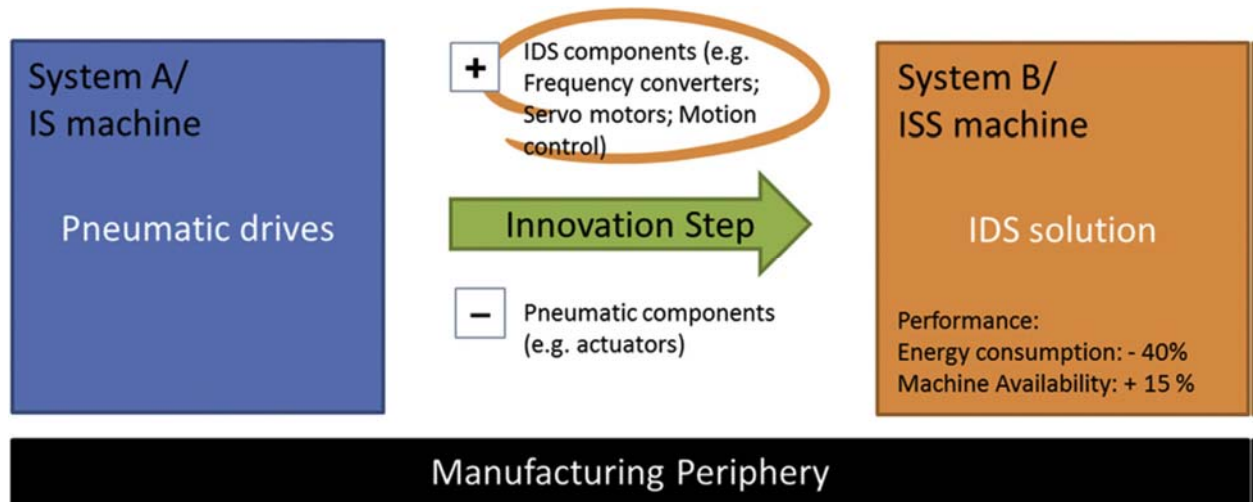 System A/
IS machine
Pneumatic drives
+
IDS components (e.g.
Frequency converters;
Servo motors; Motion
control)
Innovation Step
–
Pneumatic components
(e.g. actuators)
System B/
ISS machine
IDS solution
Performance:
Energy consumption: - 40%
Machine Availability: + 15 %
Manufacturing Periphery